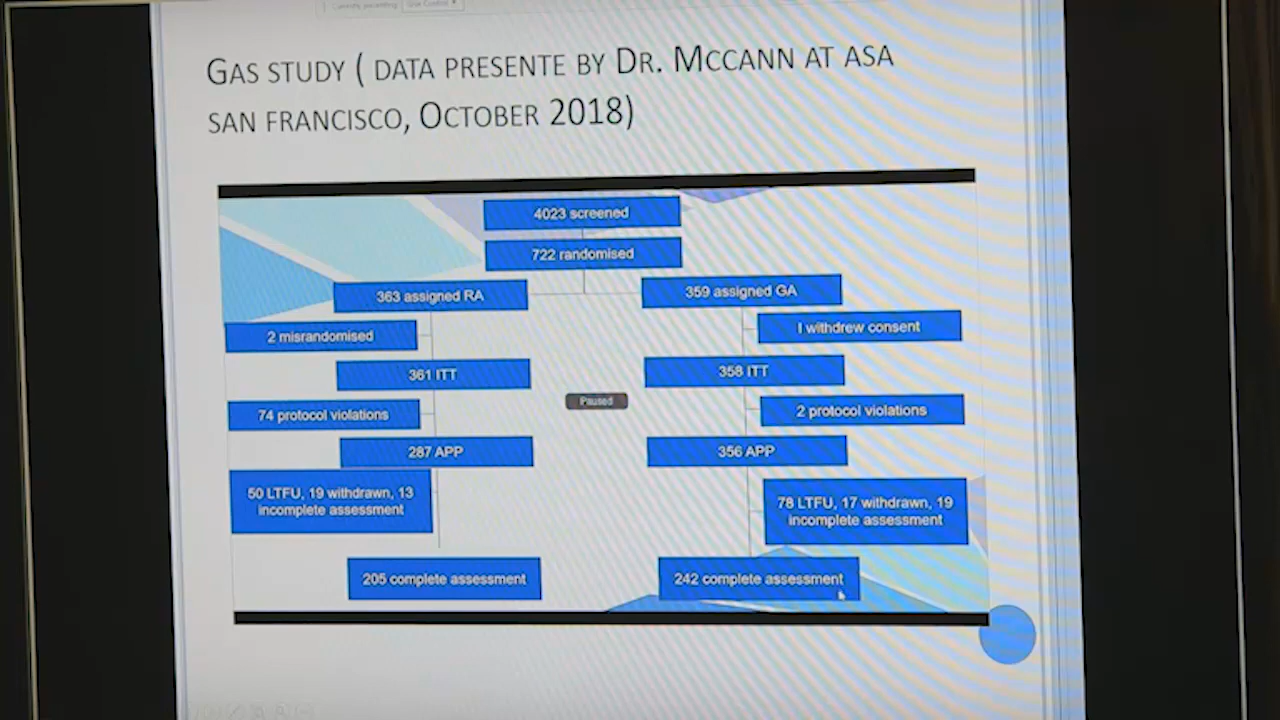 Currently presenting:
GAS STUDY ( DATA PRESENTE BY DR. MCCANN AT ASA
SAN FRANCISCO, OCTOBER 2018)
4023 screened
722 randomised
363 assigned RA
359 assigned GA
2 misrandomised
I withdrew consent
361 ITT
358 ITT
Paused
74 protocol violations
2 protocol violations
287 APP
356 APP
50 LTFU, 19 withdrawn, 13
incomplete assessment
78 LTFU, 17 withdrawn, 19
incomplete assessment
205 complete assessment
242 complete assessment